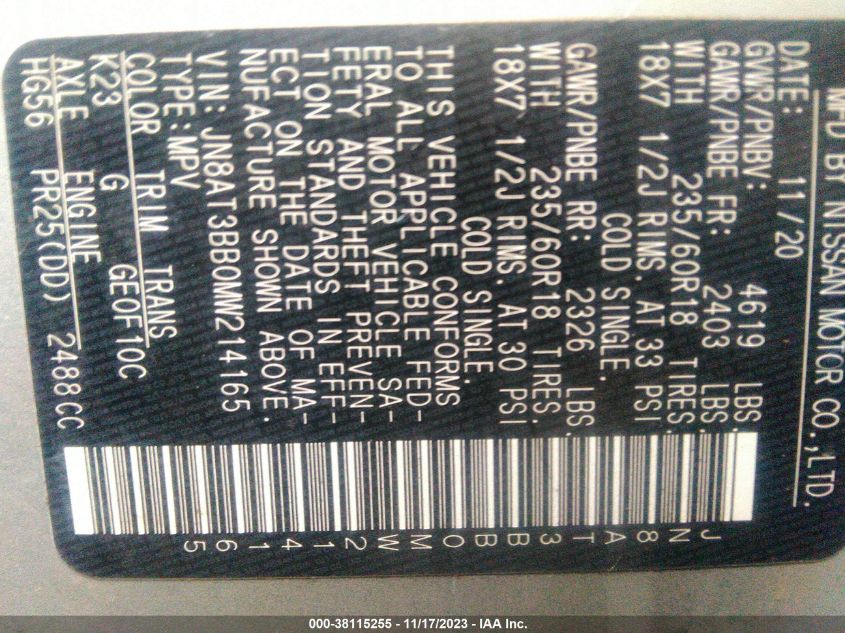 MFD BY NISSAN MOTOR CO.,LTD.
DATE: 11/20
GVWR/PNBV: 4619 LBS.
GAWR/PNBE FR: 2403 LBS.
WITH 235/60R18 TIRES.
18X7 1/2J RIMS. AT 33 PSI
COLD SINGLE.
GAWR/PNBE RR: 2326 LBS.
WITH 235/60R18 TIRES.
18X7 1/2J RIMS. AT 30 PSI
COLD SINGLE.
THIS VEHICLE CONFORMS
TO ALL APPLICABLE FED-
ERAL MOTOR VEHICLE SA-
FETY AND THEFT PREVEN-
TION STANDARDS IN EFF-
ECT ON THE DATE OF MA-
NUFACTURE SHOWN ABOVE.
VIN: JN8AT3BB0MW214165
TYPE:MPV
COLOR TRIM TRANS
K23 G GE0F10C
AXLE ENGINE
HG56 PR25(DD) 2488CC
JN8AT3BB0MW214165
000-38115255 - 11/17/2023 - IAA Inc.